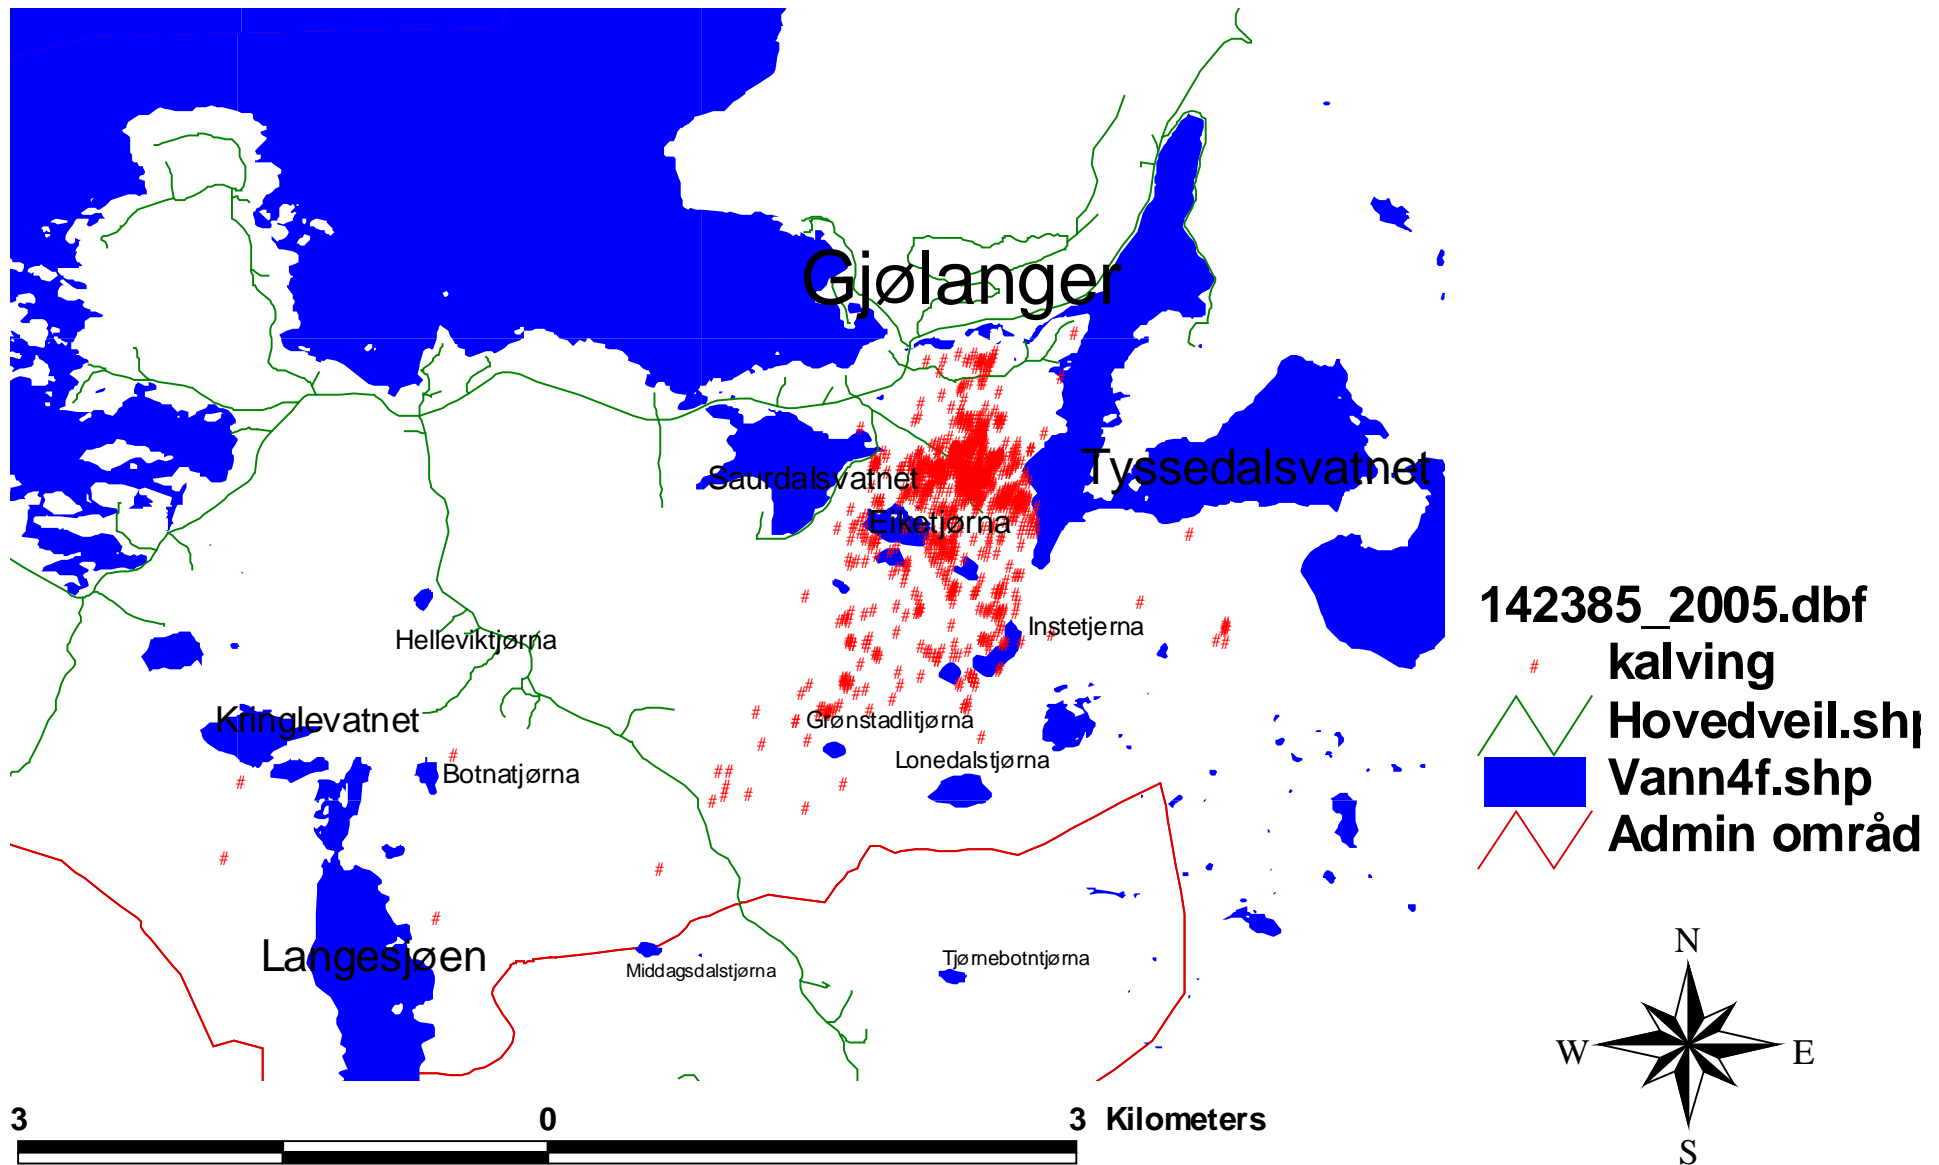 Gjølanger
Tyssedalsvatnet
Saurdalsvatnet
Eiketjørna
Instetjerna
Helleviktjørna
Kringlevatnet
Grønstadlitjørna
Botnatjørna
Lonedalstjørna
Langesjøen
Middagsdalstjørna
Tjørnebotntjørna
142385_2005.dbf
# kalving
Hovedveil.shp
Vann4f.shp
Admin områd
N
W E
S
3 0 3 Kilometers